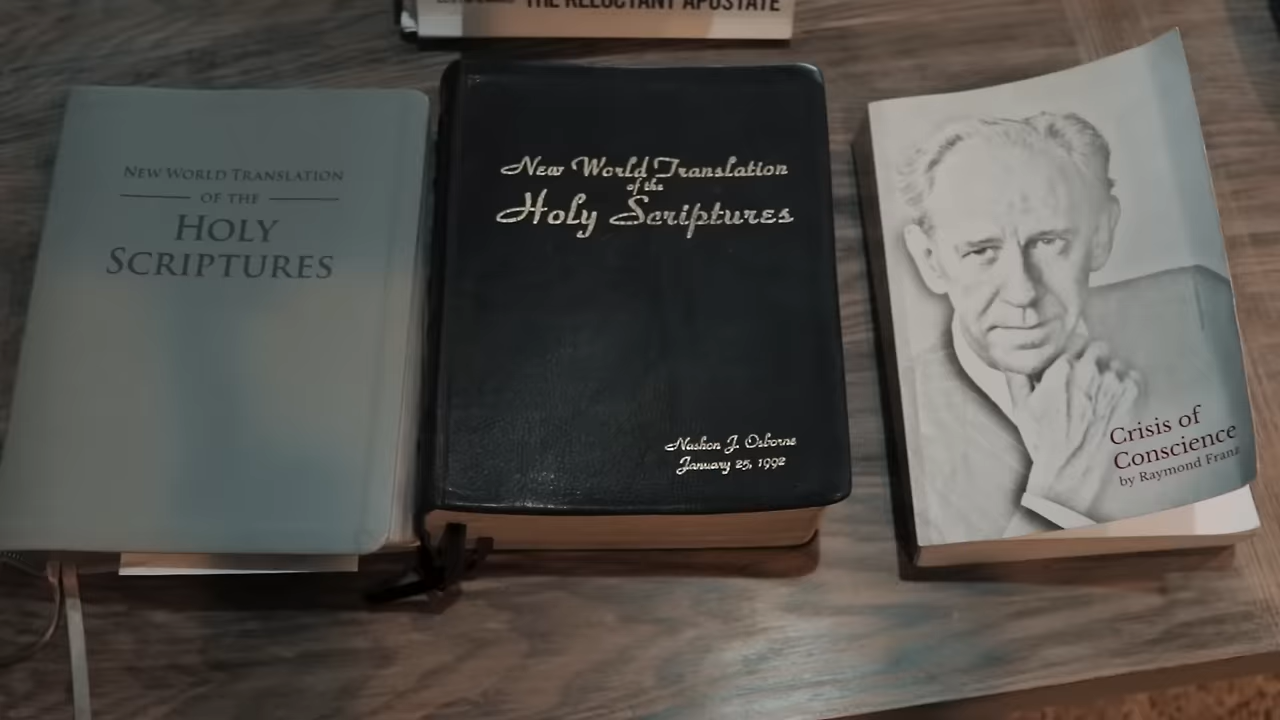 THE RELUCTANT APOSTATE
NEW WORLD TRANSLATION
OF THE
HOLY
SCRIPTURES
New World Translation
of the
Holy Scriptures
Nashon J. Osborne
January 25, 1992
Crisis of
Conscience
by Raymond Franz